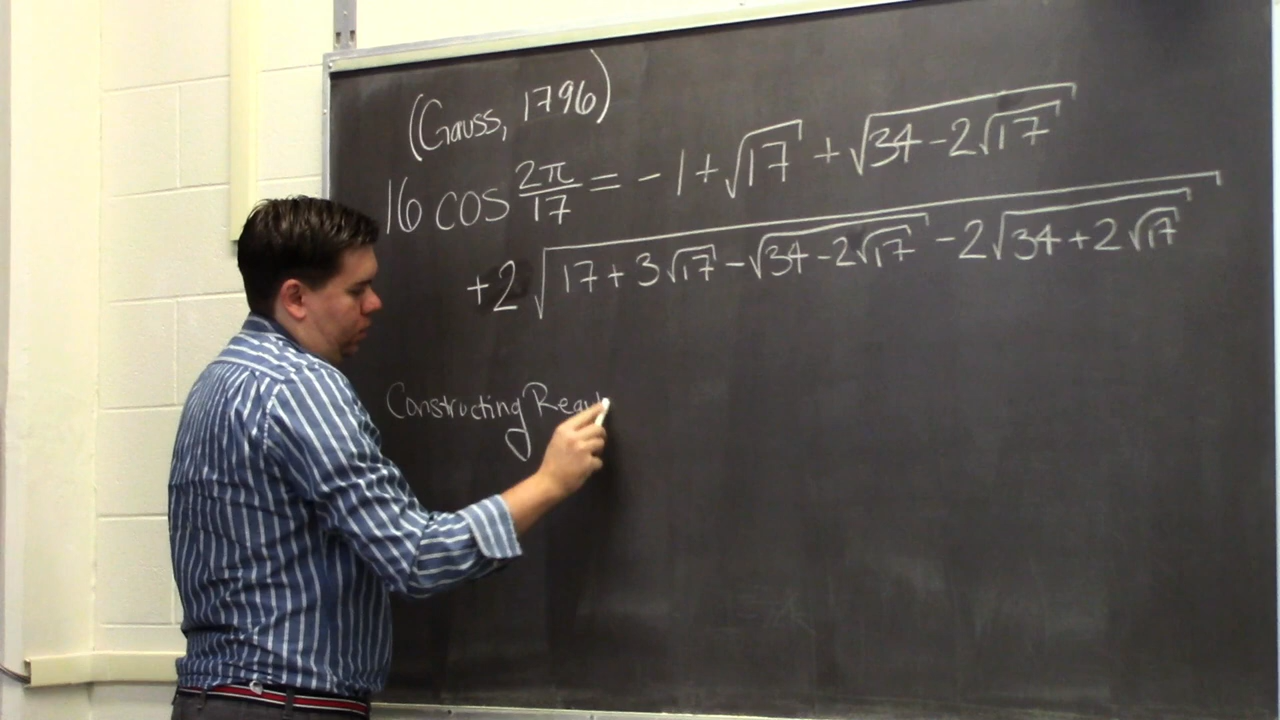 (Gauss, 1796)
16 cos 2π/17 = -1 + √17 + √(34 - 2√17)
+2√(17 + 3√17 - √(34 - 2√17) - 2√(34 + 2√17))
Constructing